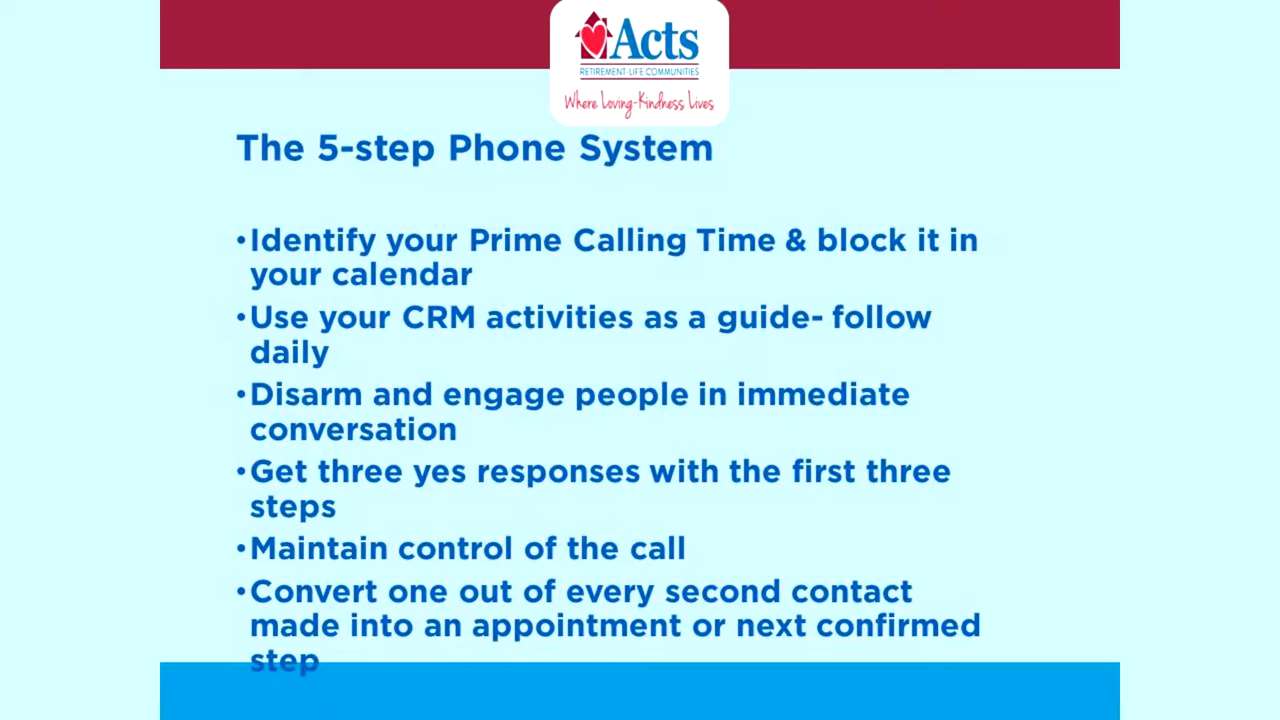 Acts
RETIREMENT-LIFE COMMUNITIES
Where Loving-Kindness Lives
The 5-step Phone System
•Identify your Prime Calling Time & block it in
your calendar
•Use your CRM activities as a guide- follow
daily
•Disarm and engage people in immediate
conversation
•Get three yes responses with the first three
steps
•Maintain control of the call
•Convert one out of every second contact
made into an appointment or next confirmed
step